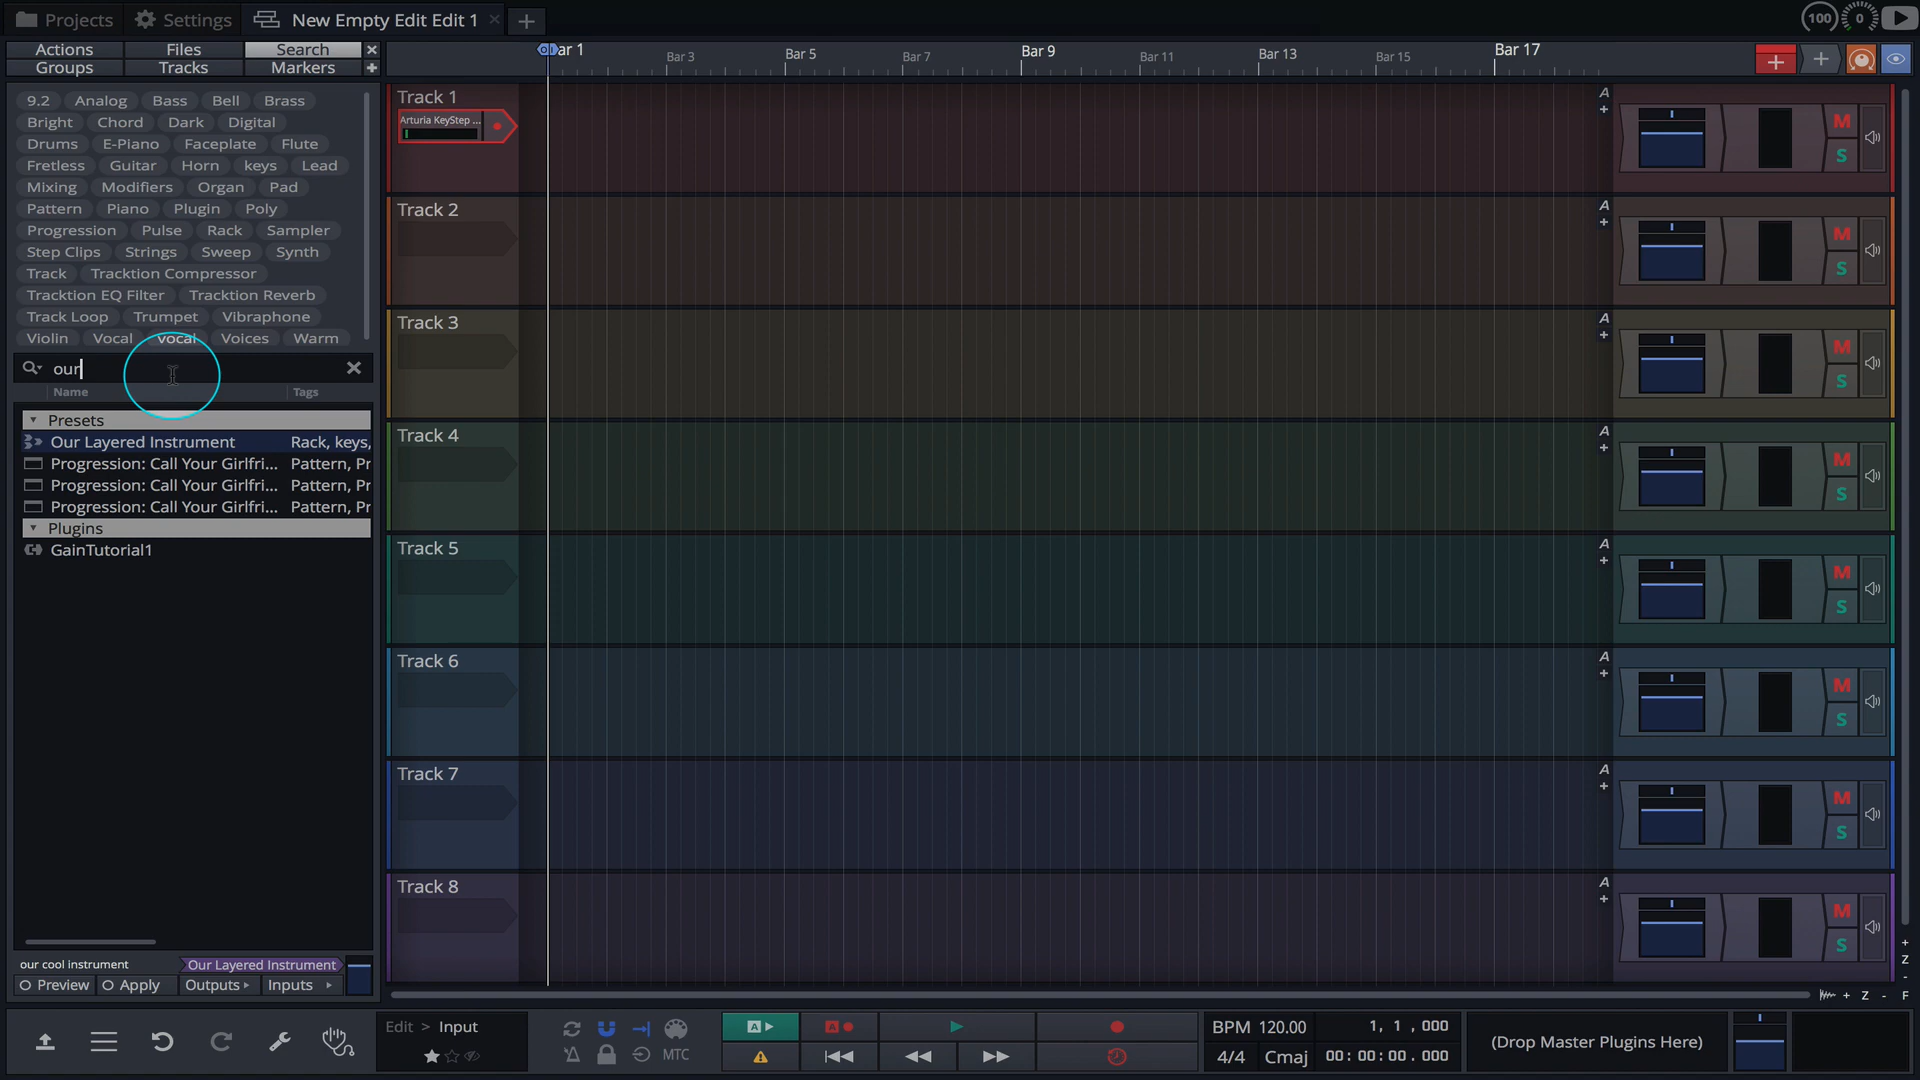 Projects Settings New Empty Edit Edit 1
100 0
Actions Files Search
Groups Tracks Markers
Bar 3 Bar 5 Bar 7 Bar 9 Bar 11 Bar 13 Bar 15 Bar 17
9.2 Analog Bass Bell Brass
Bright Chord Dark Digital
Drums E-Piano Faceplate Flute
Fretless Guitar Horn keys Lead
Mixing Modifiers Organ Pad
Pattern Piano Plugin Poly
Progression Pulse Rack Sampler
Step Clips Strings Sweep Synth
Track Tracktion Compressor
Tracktion EQ Filter Tracktion Reverb
Track Loop Trumpet Vibraphone
Violin Vocal vocal Voices Warm
our
Name Tags
Presets
Our Layered Instrument Rack, keys,
Progression: Call Your Girlfri... Pattern, Pr
Progression: Call Your Girlfri... Pattern, Pr
Progression: Call Your Girlfri... Pattern, Pr
Plugins
GainTutorial1
our cool instrument Our Layered Instrument
Preview Apply Outputs Inputs
Track 1
Arturia KeyStep ...
A M
S
Track 2
A M
S
Track 3
A M
S
Track 4
A M
S
Track 5
A M
S
Track 6
A M
S
Track 7
A M
S
Track 8
A M
S
Z
+ Z - F
Edit > Input
MTC
A A
BPM 120.00 1, 1 , 000
4/4 Cmaj 00: 00: 00 . 000
(Drop Master Plugins Here)